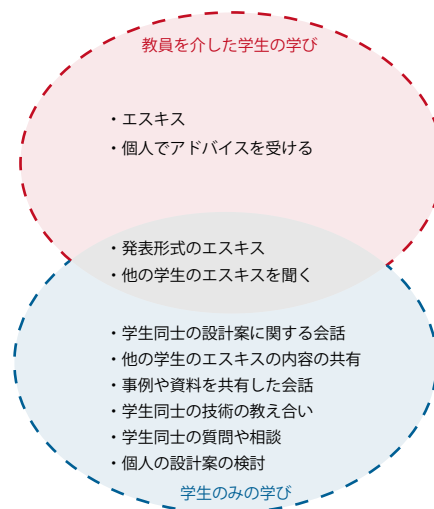 教員を介した学生の学び
・エスキス
・個人でアドバイスを受ける
・発表形式のエスキス
・他の学生のエスキスを聞く
・学生同士の設計案に関する会話
・他の学生のエスキスの内容の共有
・事例や資料を共有した会話
・学生同士の技術の教え合い
・学生同士の質問や相談
・個人の設計案の検討
学生のみの学び